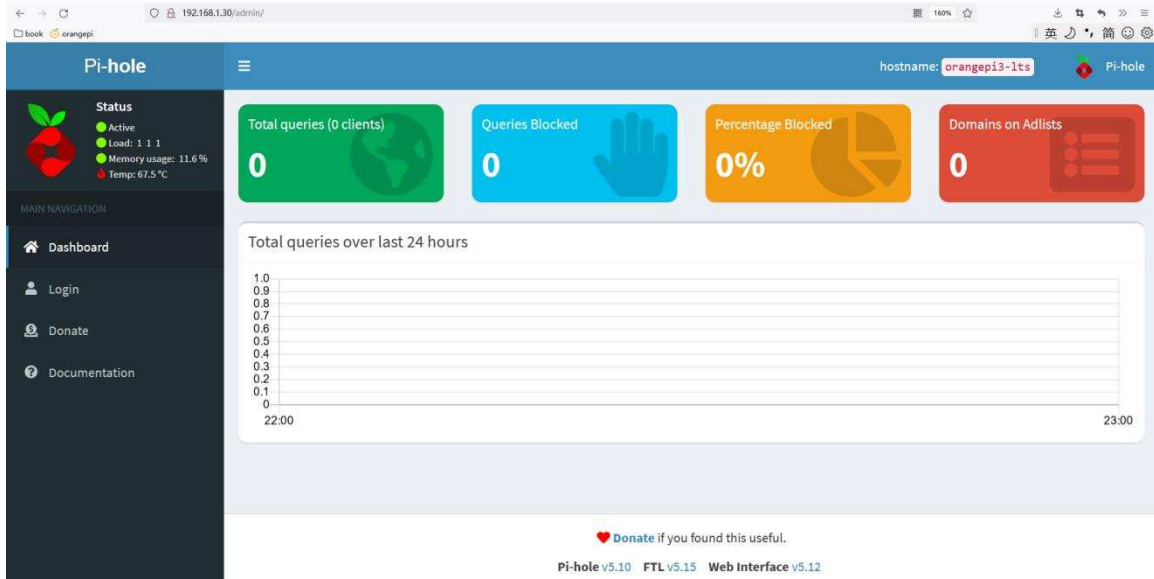 192.168.1.30/admin/
160%
book
orangepi
英
简
Pi-hole
hostname: orangepi3-lts
Pi-hole
Status
Active
Load: 1 1 1
Memory usage: 11.6 %
Temp: 67.5 °C
MAIN NAVIGATION
Dashboard
Login
Donate
Documentation
Total queries (0 clients)
0
Queries Blocked
0
Percentage Blocked
0%
Domains on Adlists
0
Total queries over last 24 hours
1.0
0.9
0.8
0.7
0.6
0.5
0.4
0.3
0.2
0.1
0
22:00
23:00
Donate if you found this useful.
Pi-hole v5.10 FTL v5.15 Web Interface v5.12